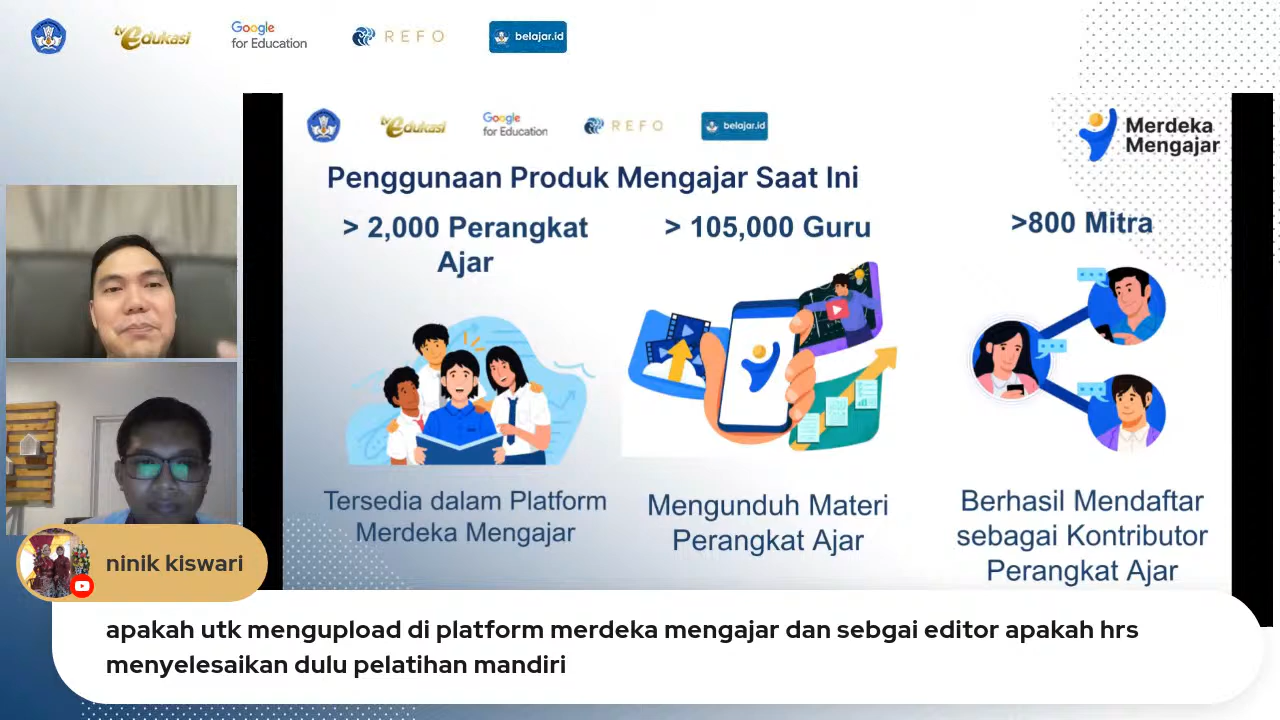 tv Edukasi
Google
for Education
REFO
belajar.id
tv Edukasi
Google
for Education
REFO
belajar.id
Merdeka
Mengajar
Penggunaan Produk Mengajar Saat Ini
> 2,000 Perangkat
Ajar
> 105,000 Guru
>800 Mitra
Tersedia dalam Platform
Merdeka Mengajar
Mengunduh Materi
Perangkat Ajar
Berhasil Mendaftar
sebagai Kontributor
Perangkat Ajar
ninik kiswari
apakah utk mengupload di platform merdeka mengajar dan sebgai editor apakah hrs
menyelesaikan dulu pelatihan mandiri